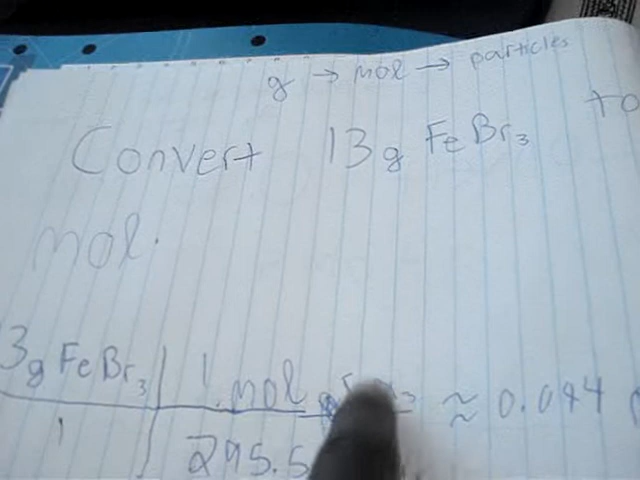 g → mol → particles
Convert 13g FeBr₃ to
mol.
3g FeBr₃ 1 mol ≈ 0.044
1 295.5